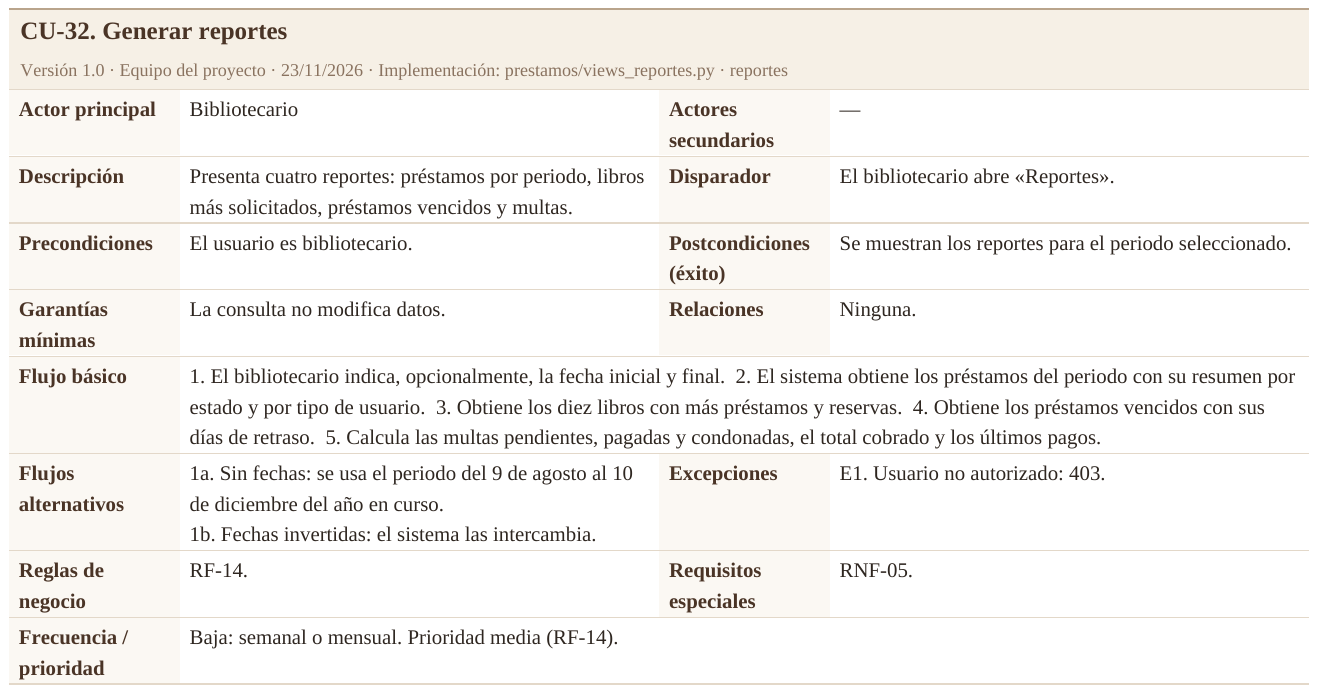 CU-32. Generar reportes
Versión 1.0 · Equipo del proyecto · 23/11/2026 · Implementación: prestamos/views_reportes.py · reportes
Actor principal
Bibliotecario
Actores
secundarios
—
Descripción
Presenta cuatro reportes: préstamos por periodo, libros
más solicitados, préstamos vencidos y multas.
Disparador
El bibliotecario abre «Reportes».
Precondiciones
El usuario es bibliotecario.
Postcondiciones
(éxito)
Se muestran los reportes para el periodo seleccionado.
Garantías
mínimas
La consulta no modifica datos.
Relaciones
Ninguna.
Flujo básico
1. El bibliotecario indica, opcionalmente, la fecha inicial y final. 2. El sistema obtiene los préstamos del periodo con su resumen por
estado y por tipo de usuario. 3. Obtiene los diez libros con más préstamos y reservas. 4. Obtiene los préstamos vencidos con sus
días de retraso. 5. Calcula las multas pendientes, pagadas y condonadas, el total cobrado y los últimos pagos.
Flujos
alternativos
1a. Sin fechas: se usa el periodo del 9 de agosto al 10
de diciembre del año en curso.
1b. Fechas invertidas: el sistema las intercambia.
Excepciones
E1. Usuario no autorizado: 403.
Reglas de
negocio
RF-14.
Requisitos
especiales
RNF-05.
Frecuencia /
prioridad
Baja: semanal o mensual. Prioridad media (RF-14).